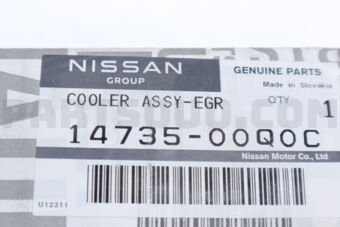 NISSAN
GROUP
GENUINE PARTS
Made in Slovakia
COOLER ASSY-EGR
QTY
1
14735-00Q0C
Nissan Motor Co., Ltd.
U12311